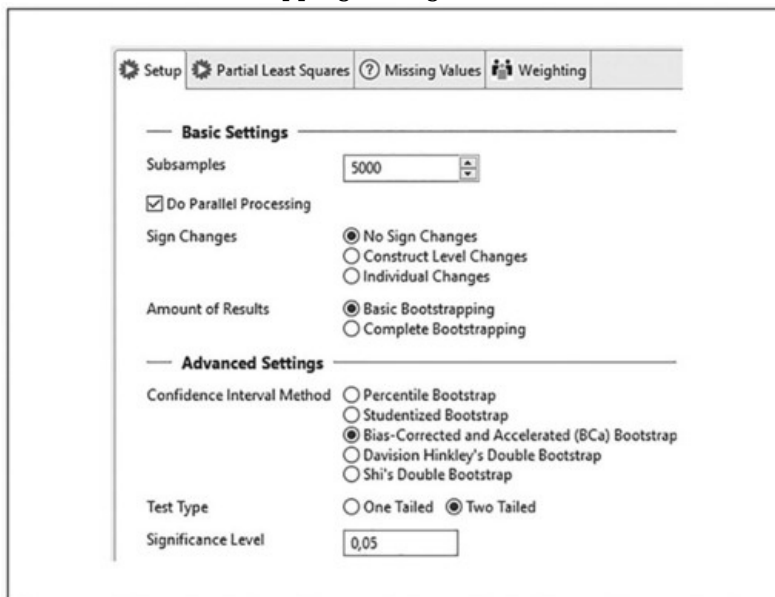 Setup Partial Least Squares Missing Values Weighting
Basic Settings
Subsamples 5000
Do Parallel Processing
Sign Changes No Sign Changes
Construct Level Changes
Individual Changes
Amount of Results Basic Bootstrapping
Complete Bootstrapping
Advanced Settings
Confidence Interval Method Percentile Bootstrap
Studentized Bootstrap
Bias-Corrected and Accelerated (BCa) Bootstrap
Davision Hinkley's Double Bootstrap
Shi's Double Bootstrap
Test Type One Tailed Two Tailed
Significance Level 0,05